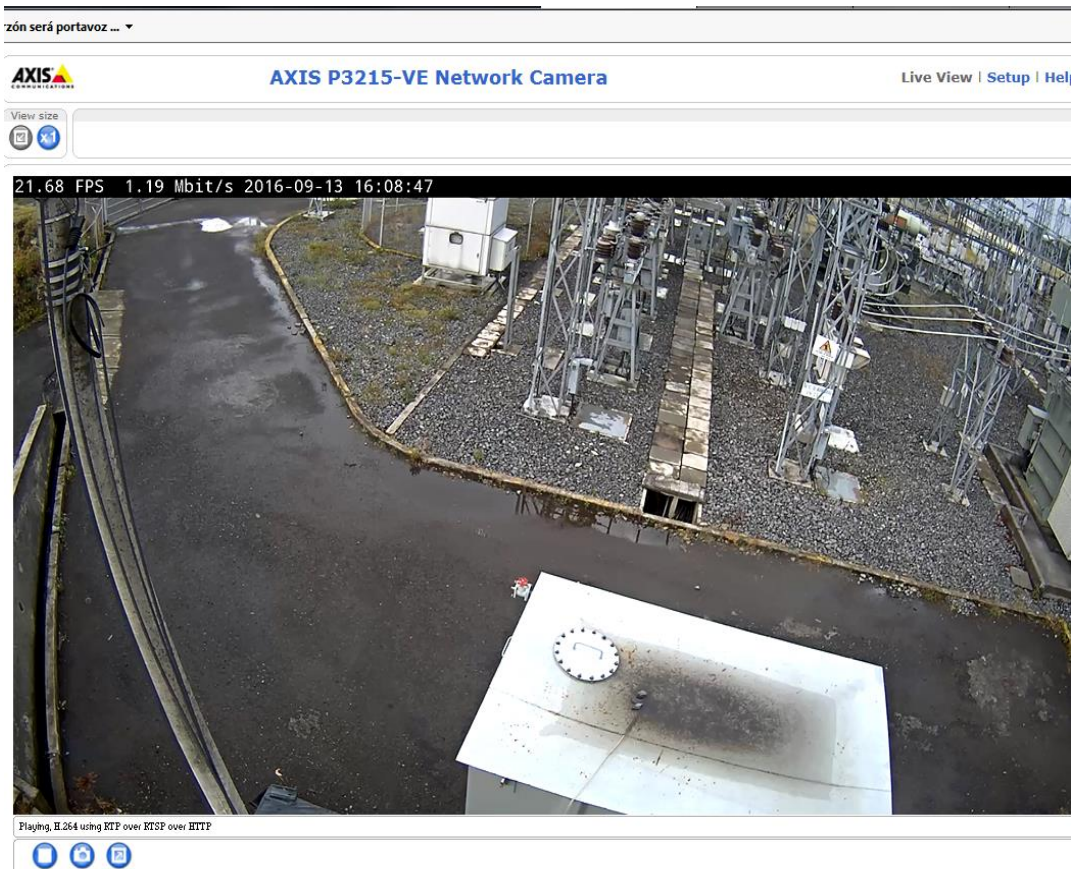 rzón será portavoz ...
AXIS
COMMUNICATIONS
AXIS P3215-VE Network Camera
Live View | Setup | Help
View size
x1
21.68 FPS 1.19 Mbit/s 2016-09-13 16:08:47
Playing, H.264 using RTP over RTSP over HTTP